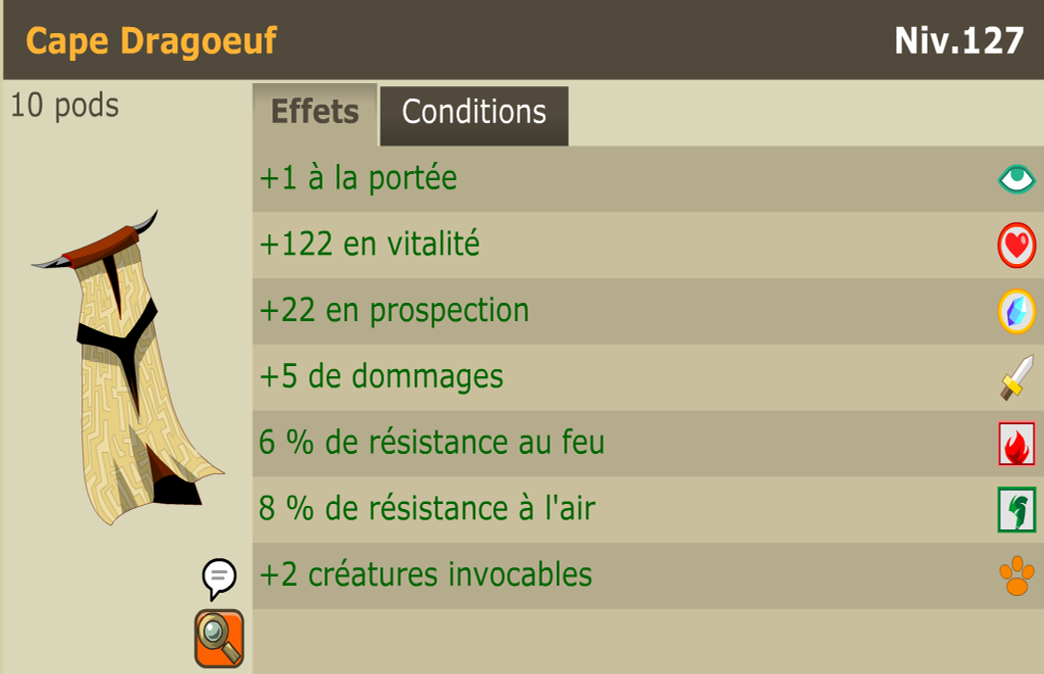 Cape Dragoeuf
Niv.127
10 pods
Effets
Conditions
+1 à la portée
+122 en vitalité
+22 en prospection
+5 de dommages
6 % de résistance au feu
8 % de résistance à l'air
+2 créatures invocables